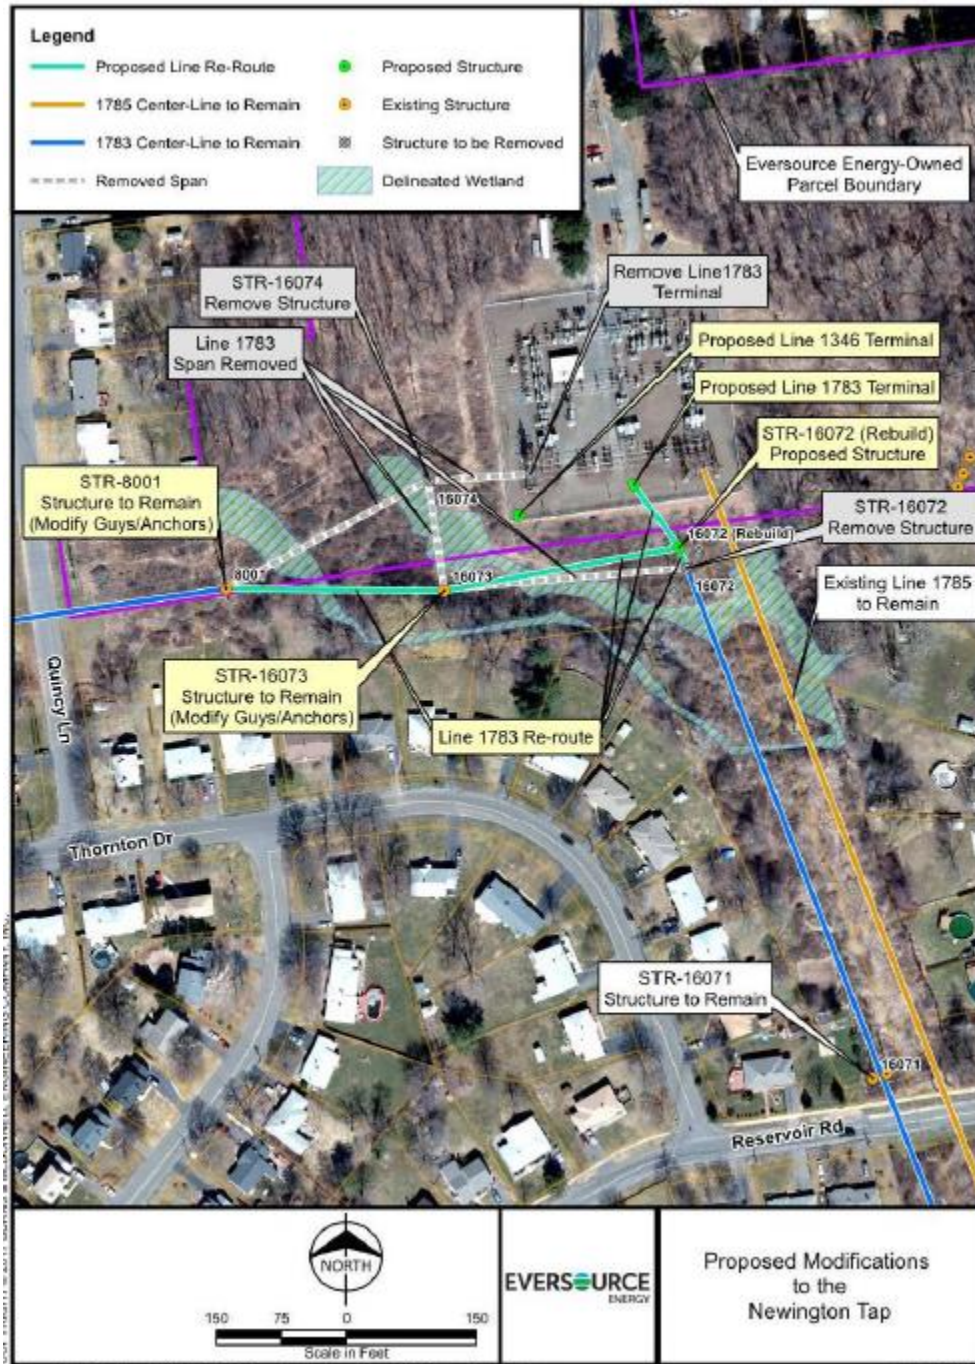 Legend
Proposed Line Re-Route
Proposed Structure
1785 Center-Line to Remain
Existing Structure
1783 Center-Line to Remain
Structure to be Removed
Removed Span
Delineated Wetland
Eversource Energy-Owned
Parcel Boundary
STR-16074
Remove Structure
Remove Line1783
Terminal
Line 1783
Span Removed
Proposed Line 1346 Terminal
Proposed Line 1783 Terminal
STR-16072 (Rebuild)
Proposed Structure
STR-8001
Structure to Remain
(Modify Guys/Anchors)
16074
STR-16072
Remove Structure
16072 (Rebuild)
8001
16073
16072
Existing Line 1785
to Remain
STR-16073
Structure to Remain
(Modify Guys/Anchors)
Quincy Ln
Line 1783 Re-route
Thornton Dr
STR-16071
Structure to Remain
16071
Reservoir Rd
NORTH
150 75 0 150
Scale in Feet
EVERSOURCE
ENERGY
Proposed Modifications
to the
Newington Tap